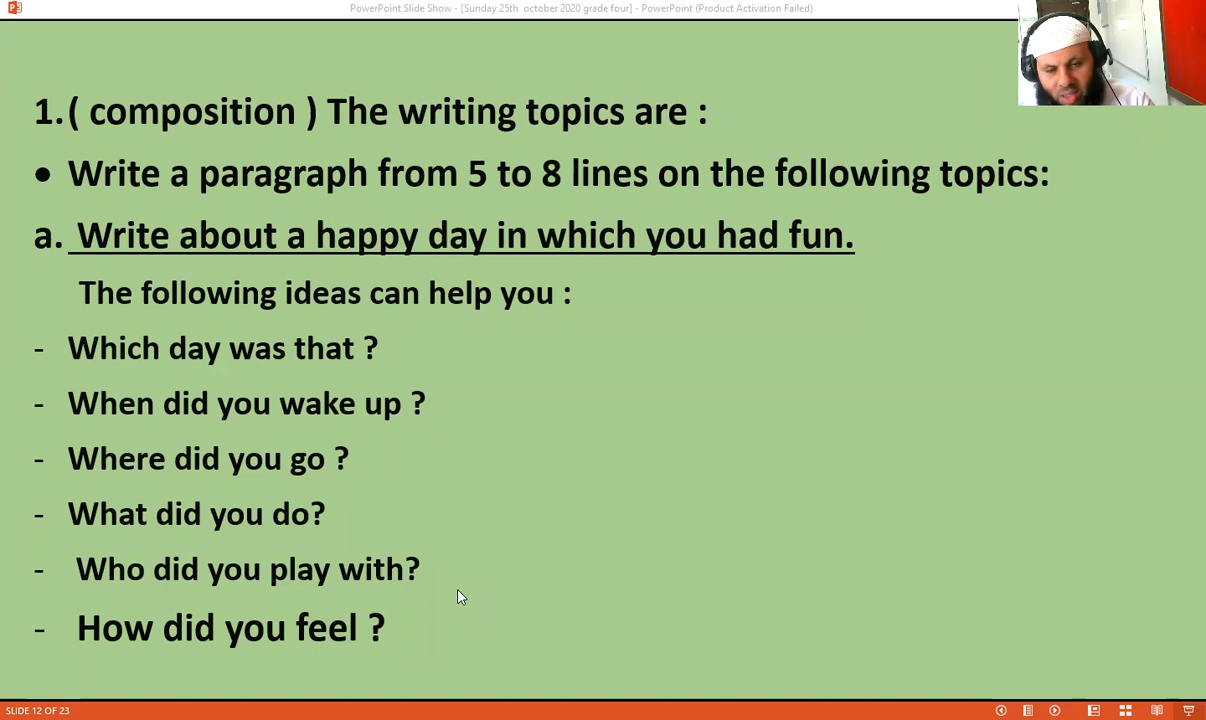 PowerPoint Slide Show - [Sunday 25th october 2020 grade four] - PowerPoint (Product Activation Failed)
1.( composition ) The writing topics are :
• Write a paragraph from 5 to 8 lines on the following topics:
a. Write about a happy day in which you had fun.
The following ideas can help you :
- Which day was that ?
- When did you wake up ?
- Where did you go ?
- What did you do?
- Who did you play with?
- How did you feel ?
SLIDE 12 OF 23